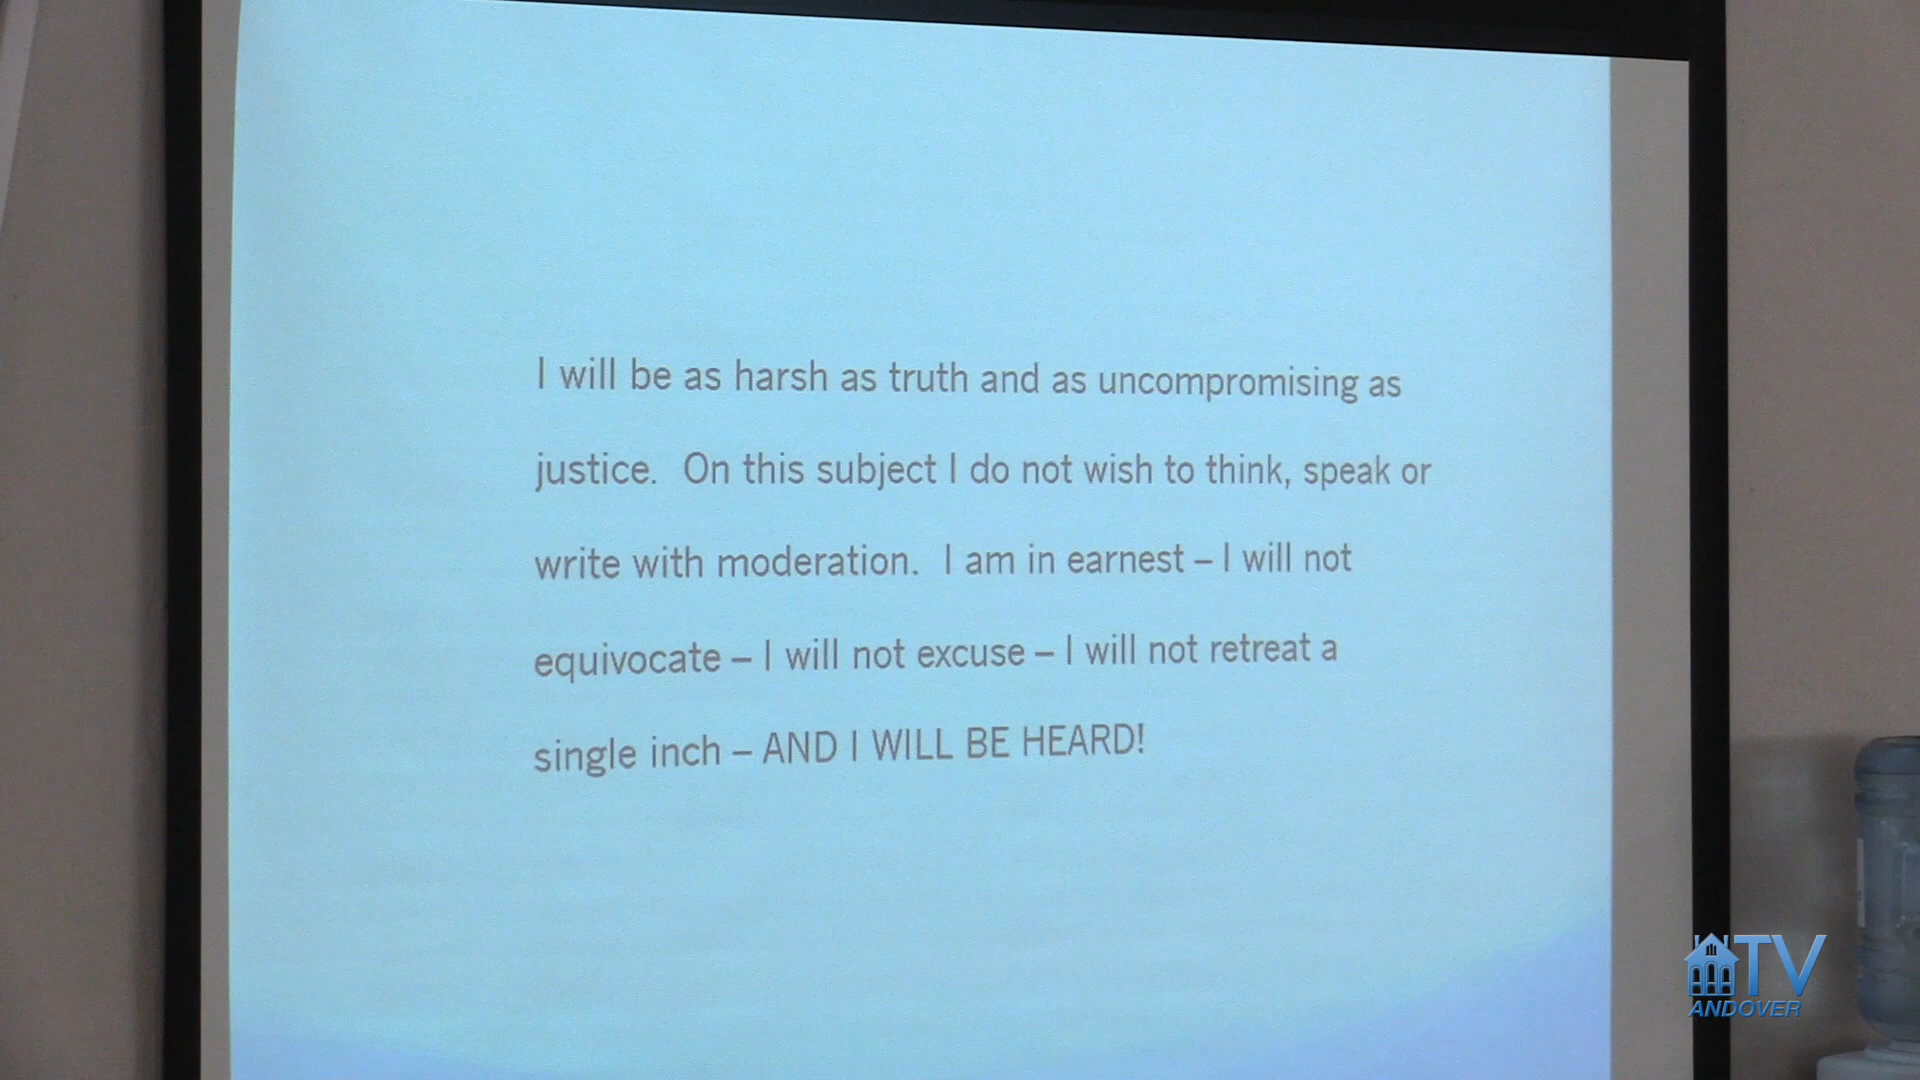 I will be as harsh as truth and as uncompromising as
justice.  On this subject I do not wish to think, speak or
write with moderation.  I am in earnest – I will not
equivocate – I will not excuse – I will not retreat a
single inch – AND I WILL BE HEARD!
TV
ANDOVER